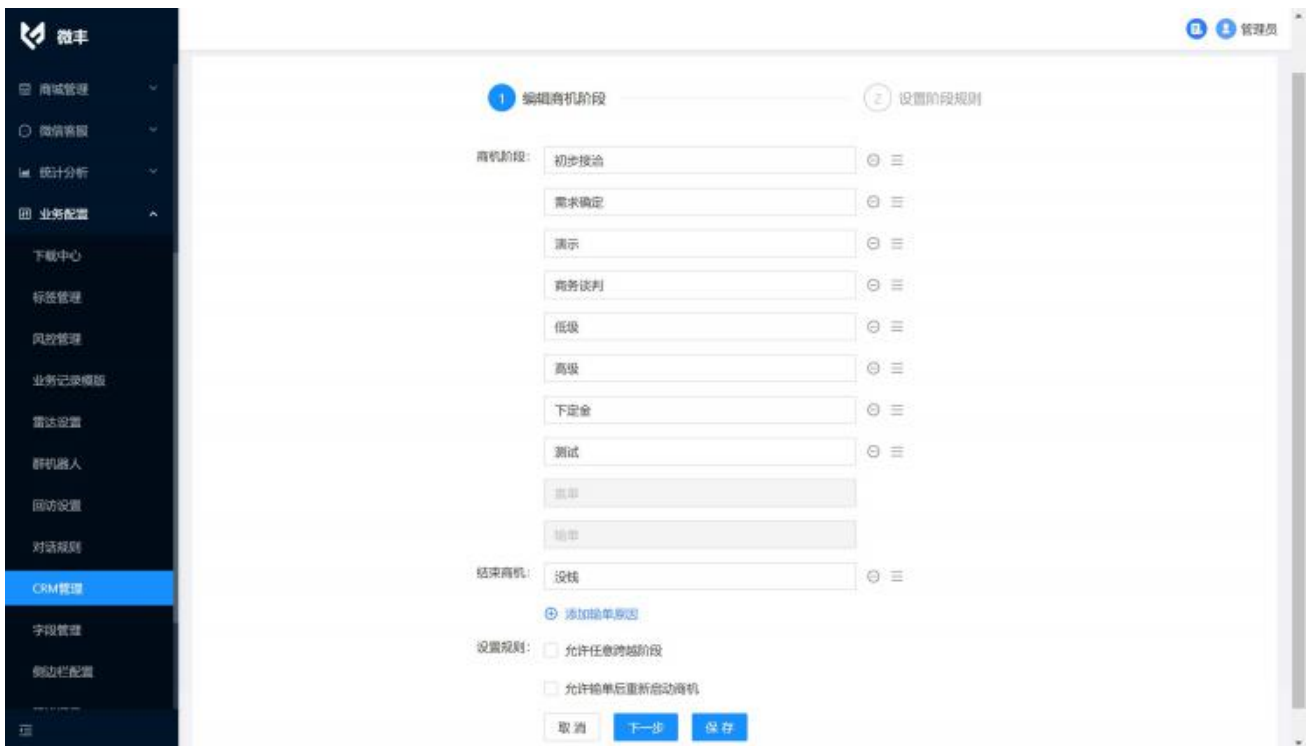 微丰
管理员
商城管理
微信客服
统计分析
业务配置
下载中心
标签管理
风控管理
业务记录模版
雷达设置
群机器人
回访设置
对话规则
CRM管理
字段管理
侧边栏配置
1 编辑商机阶段
2 设置阶段规则
商机阶段:
初步接洽
需求确定
演示
商务谈判
低级
高级
下定金
测试
赢单
输单
结束商机:
没钱
添加输单原因
设置规则:
允许任意跨越阶段
允许输单后重新启动商机
取消 下一步 保存